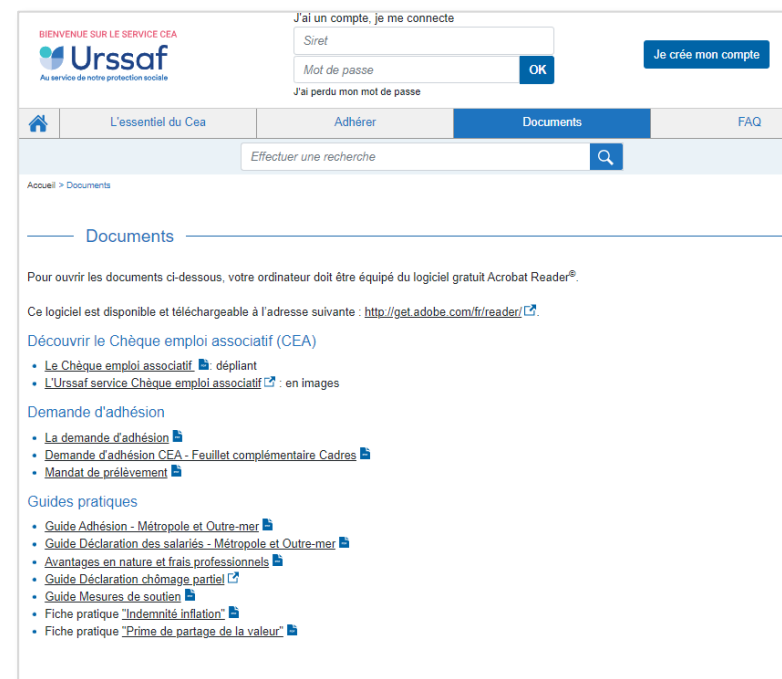 BIENVENUE SUR LE SERVICE CEA
Urssaf
Au service de notre protection sociale
J'ai un compte, je me connecte
Siret
Mot de passe
OK
J'ai perdu mon mot de passe
Je crée mon compte
L'essentiel du Cea
Adhérer
Documents
FAQ
Effectuer une recherche
Accueil > Documents
Documents
Pour ouvrir les documents ci-dessous, votre ordinateur doit être équipé du logiciel gratuit Acrobat Reader®.
Ce logiciel est disponible et téléchargeable à l'adresse suivante : http://get.adobe.com/fr/reader/.
Découvrir le Chèque emploi associatif (CEA)
• Le Chèque emploi associatif : dépliant
• L'Urssaf service Chèque emploi associatif : en images
Demande d'adhésion
• La demande d'adhésion
• Demande d'adhésion CEA - Feuillet complémentaire Cadres
• Mandat de prélèvement
Guides pratiques
• Guide Adhésion - Métropole et Outre-mer
• Guide Déclaration des salariés - Métropole et Outre-mer
• Avantages en nature et frais professionnels
• Guide Déclaration chômage partiel
• Guide Mesures de soutien
• Fiche pratique "Indemnité inflation"
• Fiche pratique "Prime de partage de la valeur"